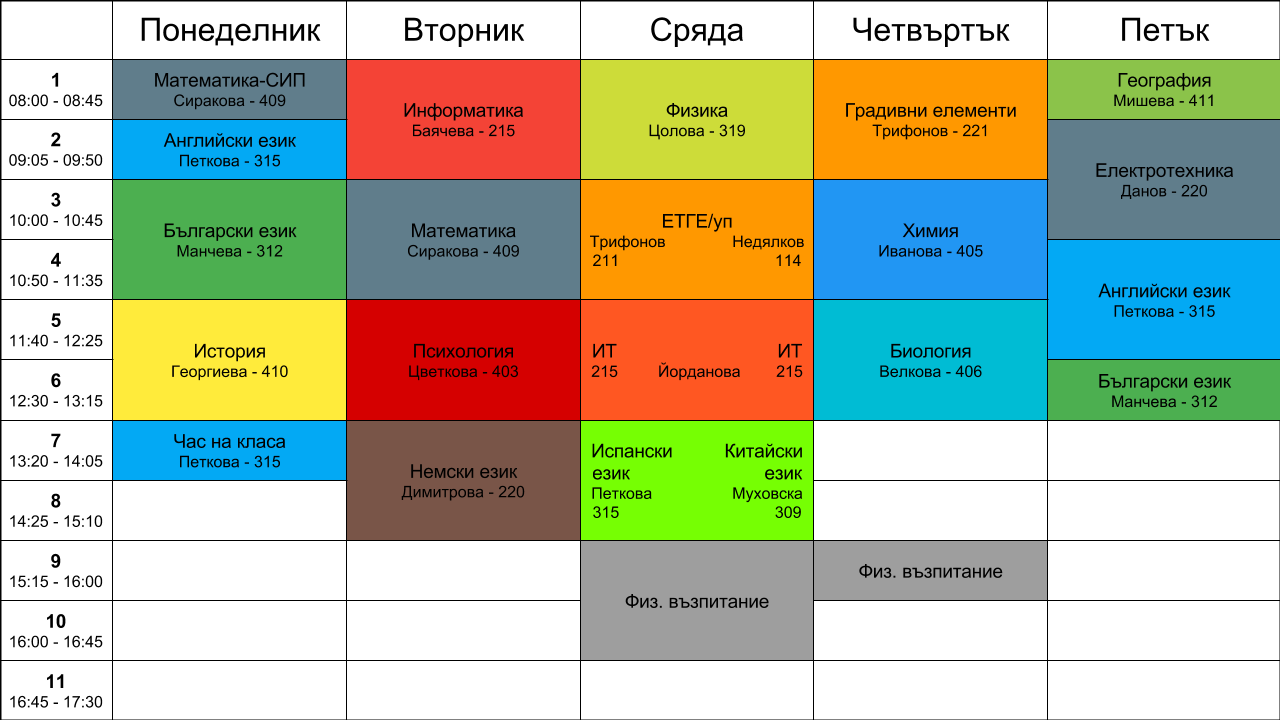 Понеделник Вторник Сряда Четвъртък Петък
1
08:00 - 08:45
Математика-СИП
Сиракова - 409
Информатика
Баячева - 215
Физика
Цолова - 319
Градивни елементи
Трифонов - 221
География
Мишева - 411
2
09:05 - 09:50
Английски език
Петкова - 315
Електротехника
Данов - 220
3
10:00 - 10:45
Български език
Манчева - 312
Математика
Сиракова - 409
ЕТГЕ/уп
Трифонов Недялков
211 114
Химия
Иванова - 405
4
10:50 - 11:35
Английски език
Петкова - 315
5
11:40 - 12:25
История
Георгиева - 410
Психология
Цветкова - 403
ИТ ИТ
215 Йорданова 215
Биология
Велкова - 406
6
12:30 - 13:15
Български език
Манчева - 312
7
13:20 - 14:05
Час на класа
Петкова - 315
Немски език
Димитрова - 220
Испански Китайски
език език
Петкова Муховска
315 309
8
14:25 - 15:10
9
15:15 - 16:00
Физ. възпитание
Физ. възпитание
10
16:00 - 16:45
11
16:45 - 17:30